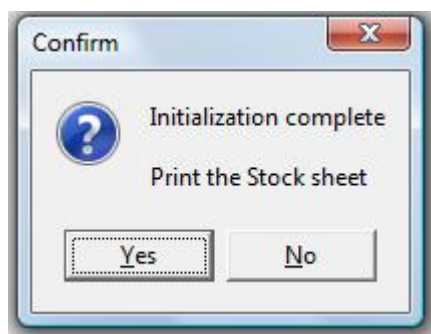 Confirm
Initialization complete
Print the Stock sheet
Yes
No